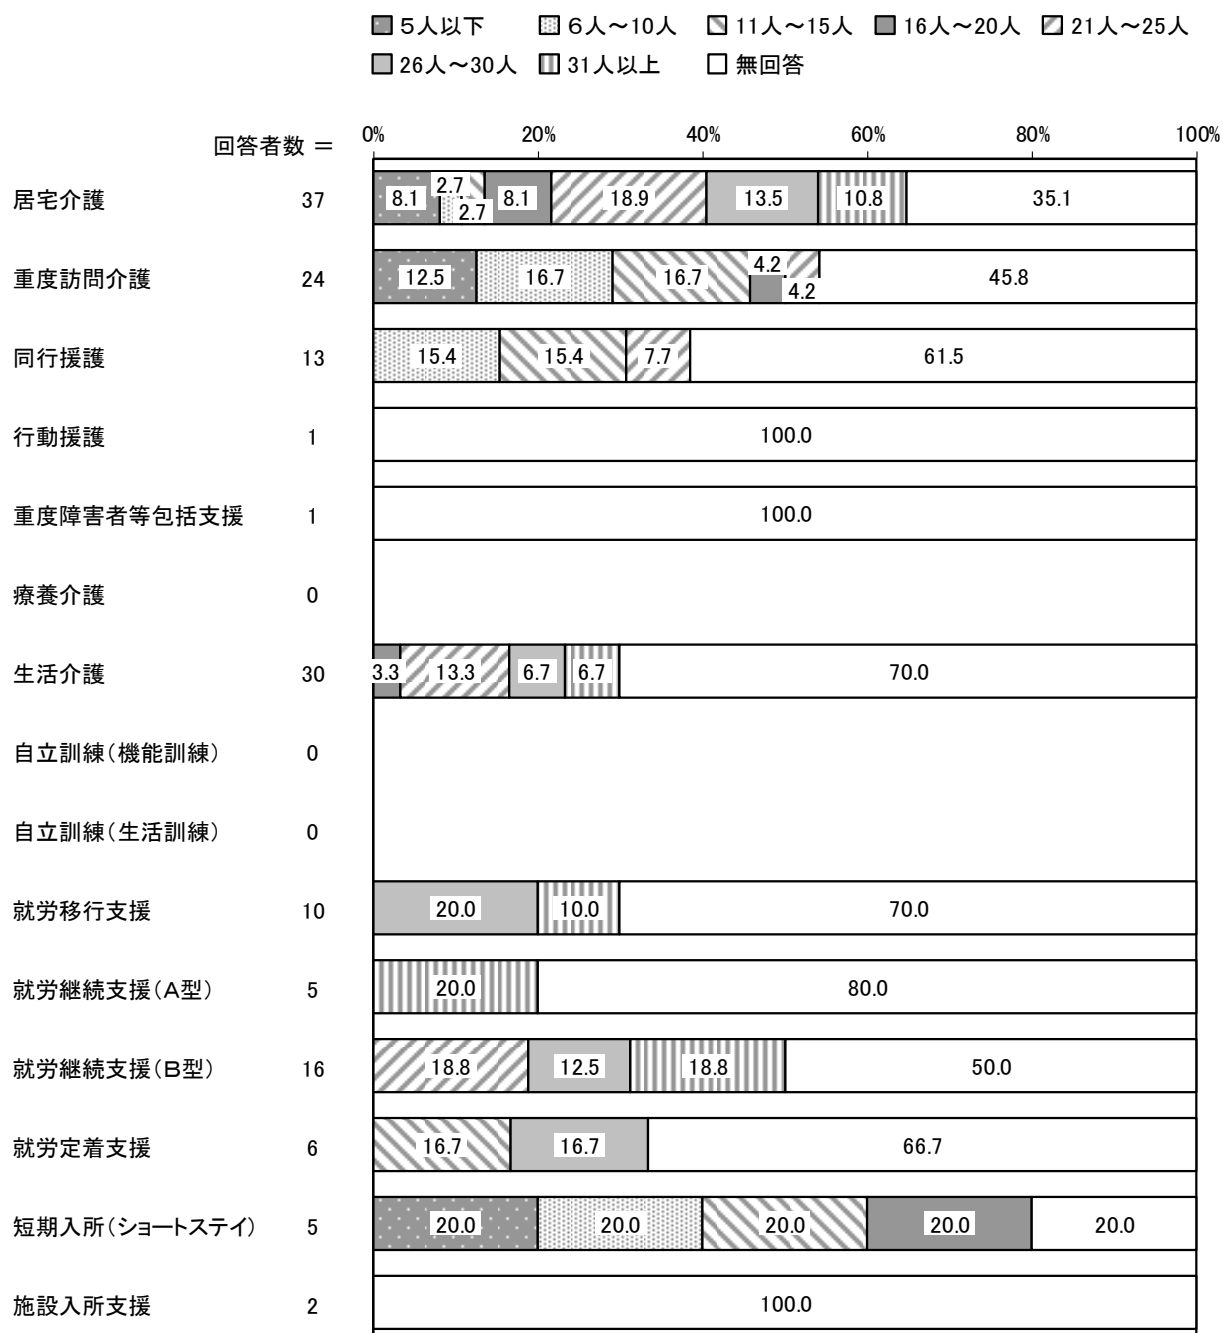 ５人以下 ６人～10人 11人～15人 16人～20人 21人～25人
26人～30人 31人以上 無回答
回答者数 ＝ 0% 20% 40% 60% 80% 100%
居宅介護 37 8.1 2.7 2.7 8.1 18.9 13.5 10.8 35.1
重度訪問介護 24 12.5 16.7 16.7 4.2 4.2 45.8
同行援護 13 15.4 15.4 7.7 61.5
行動援護 1 100.0
重度障害者等包括支援 1 100.0
療養介護 0
生活介護 30 3.3 13.3 6.7 6.7 70.0
自立訓練（機能訓練） 0
自立訓練（生活訓練） 0
就労移行支援 10 20.0 10.0 70.0
就労継続支援（Ａ型） 5 20.0 80.0
就労継続支援（Ｂ型） 16 18.8 12.5 18.8 50.0
就労定着支援 6 16.7 16.7 66.7
短期入所（ショートステイ） 5 20.0 20.0 20.0 20.0 20.0
施設入所支援 2 100.0